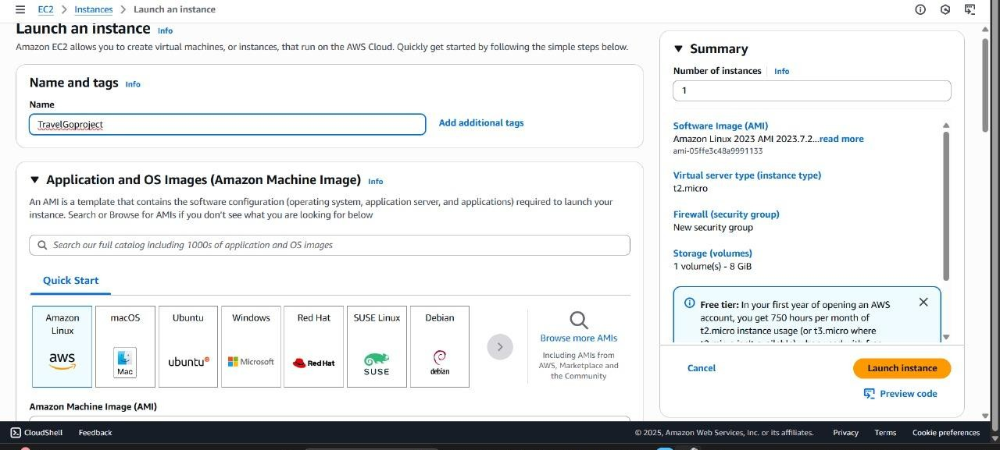 EC2 > Instances > Launch an instance
Launch an instance Info
Amazon EC2 allows you to create virtual machines, or instances, that run on the AWS Cloud. Quickly get started by following the simple steps below.
Name and tags Info
Name
TravelGoproject
Add additional tags
Application and OS Images (Amazon Machine Image) Info
An AMI is a template that contains the software configuration (operating system, application server, and applications) required to launch your
instance. Search or Browse for AMIs if you don't see what you are looking for below
Search our full catalog including 1000s of application and OS images
Quick Start
Amazon
Linux
aws
macOS
Mac
Ubuntu
ubuntu
Windows
Microsoft
Red Hat
Red Hat
SUSE Linux
SUSE
Debian
debian
Browse more AMIs
Including AMIs from
AWS, Marketplace and
the Community
Amazon Machine Image (AMI)
Summary
Number of instances Info
1
Software Image (AMI)
Amazon Linux 2023 AMI 2023.7.2...read more
ami-05ffe3c48a9991133
Virtual server type (instance type)
t2.micro
Firewall (security group)
New security group
Storage (volumes)
1 volume(s) - 8 GiB
Free tier: In your first year of opening an AWS
account, you get 750 hours per month of
t2.micro instance usage (or t3.micro where
Cancel
Launch instance
Preview code
CloudShell Feedback
© 2025, Amazon Web Services, Inc. or its affiliates. Privacy Terms Cookie preferences